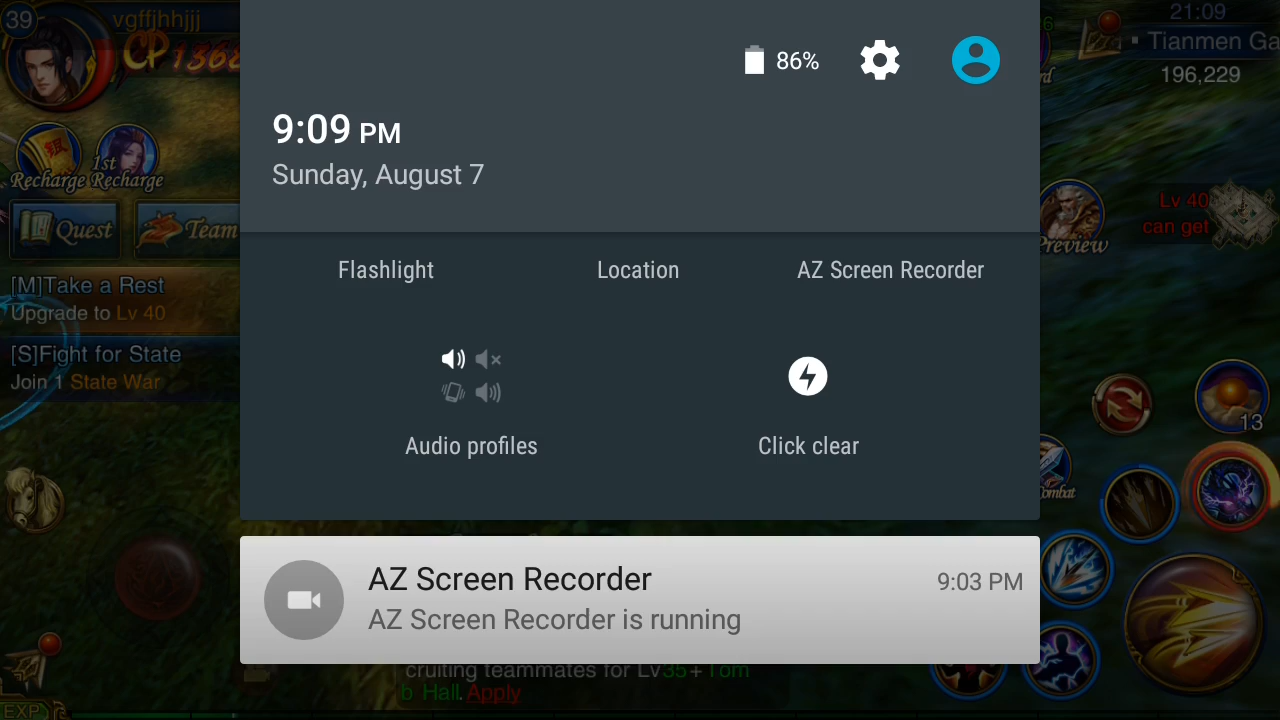 39
vgffjhhjjj
CP 1368
21:09
Tianmen Ga
196,229
86%
9:09 PM
Sunday, August 7
Recharge
1st
Recharge
Quest
Team
[M]Take a Rest
Upgrade to Lv 40
[S]Fight for State
Join 1 State War
Flashlight
Location
AZ Screen Recorder
Lv 40
can get
Preview
Audio profiles
Click clear
13
Combat
AZ Screen Recorder
9:03 PM
AZ Screen Recorder is running
cruiting teammates for Lv35+Tom
b Hall. Apply
EXP